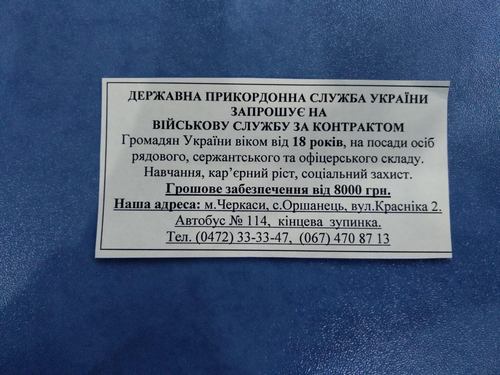 ДЕРЖАВНА ПРИКОРДОННА СЛУЖБА УКРАЇНИ
ЗАПРОШУЄ НА
ВІЙСЬКОВУ СЛУЖБУ ЗА КОНТРАКТОМ
Громадян України віком від 18 років, на посади осіб
рядового, сержантського та офіцерського складу.
Навчання, кар’єрний ріст, соціальний захист.
Грошове забезпечення від 8000 грн.
Наша адреса: м.Черкаси, с.Оршанець, вул.Красніка 2.
Автобус № 114, кінцева зупинка.
Тел. (0472) 33-33-47, (067) 470 87 13